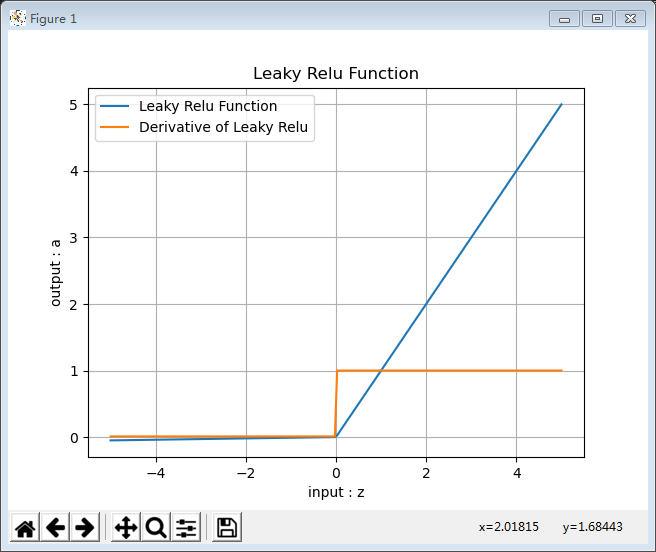 Figure 1
Leaky Relu Function
Leaky Relu Function
Derivative of Leaky Relu
5
4
3
2
1
0
output : a
−4
−2
0
2
4
input : z
x=2.01815 y=1.68443